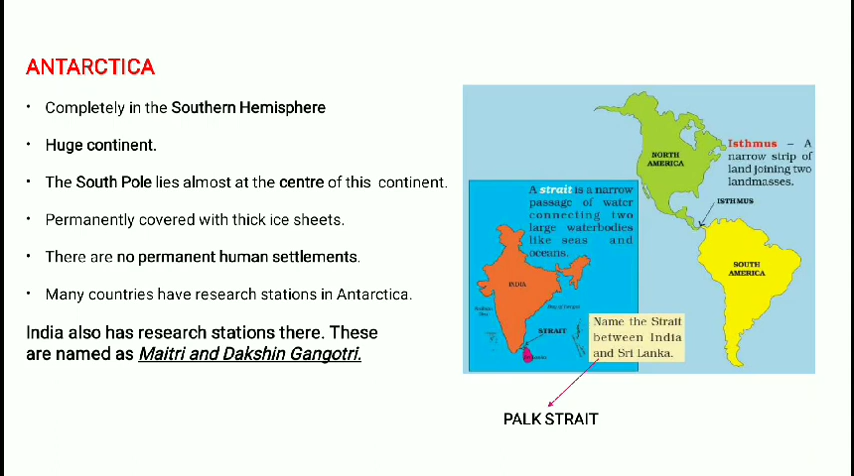 ANTARCTICA
• Completely in the Southern Hemisphere
• Huge continent.
• The South Pole lies almost at the centre of this continent.
• Permanently covered with thick ice sheets.
• There are no permanent human settlements.
• Many countries have research stations in Antarctica.
India also has research stations there. These
are named as Maitri and Dakshin Gangotri.
NORTH
AMERICA
Isthmus – A
narrow strip of
land joining two
landmasses.
ISTHMUS
SOUTH
AMERICA
A strait is a narrow
passage of water
connecting two
large waterbodies
like seas and
oceans.
INDIA
Bay of Bengal
STRAIT
Name the Strait
between India
and Sri Lanka.
PALK STRAIT